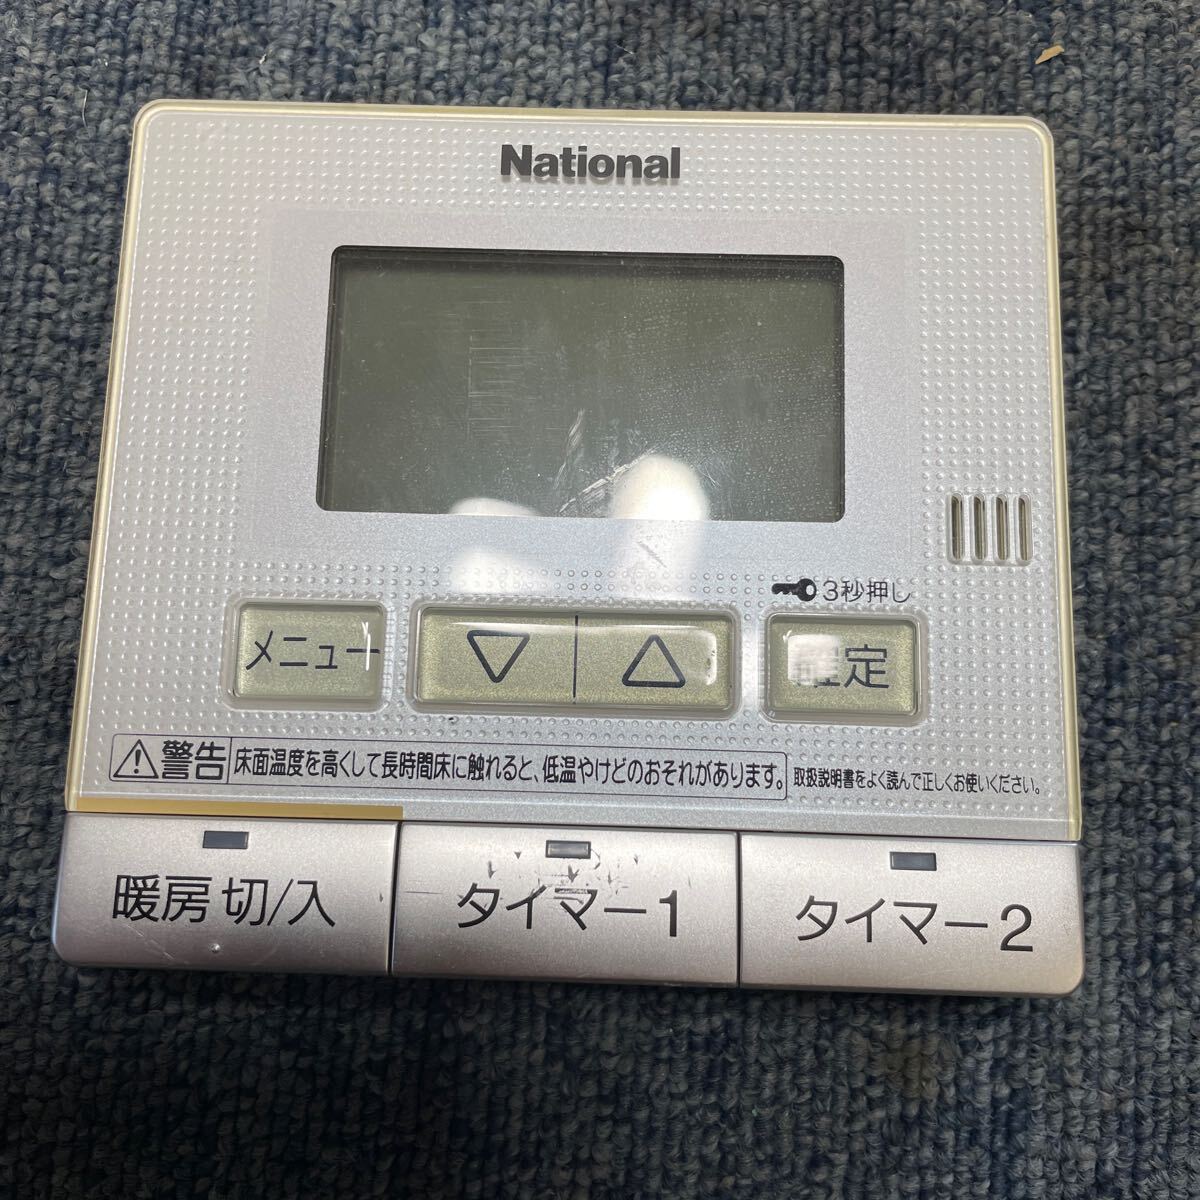 National
3秒押し
メニュー ▽ △ 確定
⚠警告 床面温度を高くして長時間床に触れると、低温やけどのおそれがあります。 取扱説明書をよく読んで正しくお使いください。
暖房 切/入 タイマー1 タイマー2